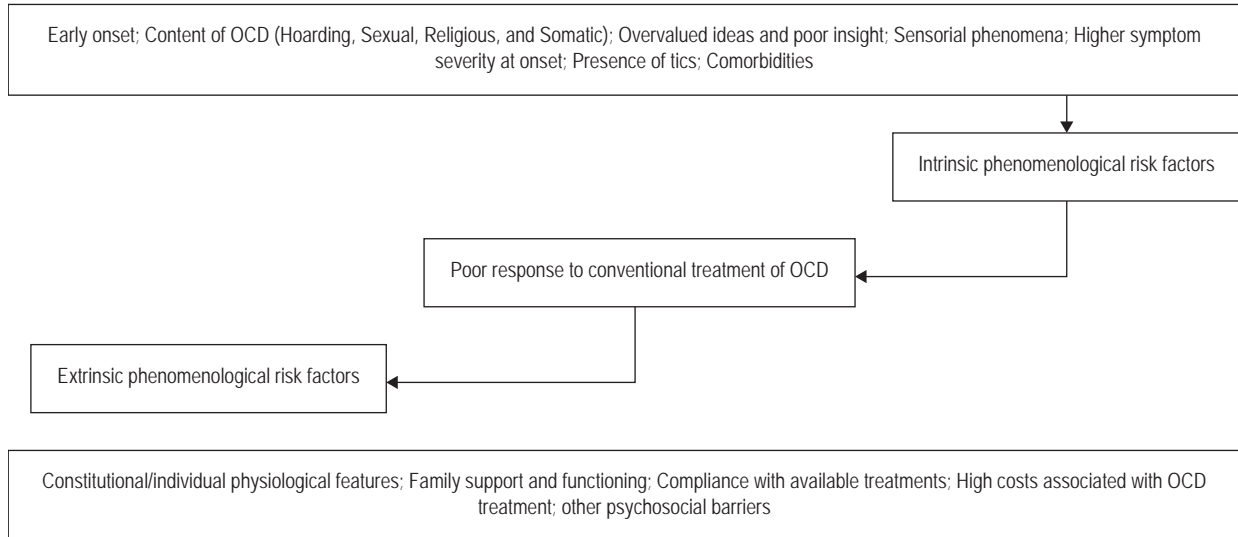 Early onset; Content of OCD (Hoarding, Sexual, Religious, and Somatic); Overvalued ideas and poor insight; Sensorial phenomena; Higher symptom
severity at onset; Presence of tics; Comorbidities
Intrinsic phenomenological risk factors
Poor response to conventional treatment of OCD
Extrinsic phenomenological risk factors
Constitutional/individual physiological features; Family support and functioning; Compliance with available treatments; High costs associated with OCD
treatment; other psychosocial barriers